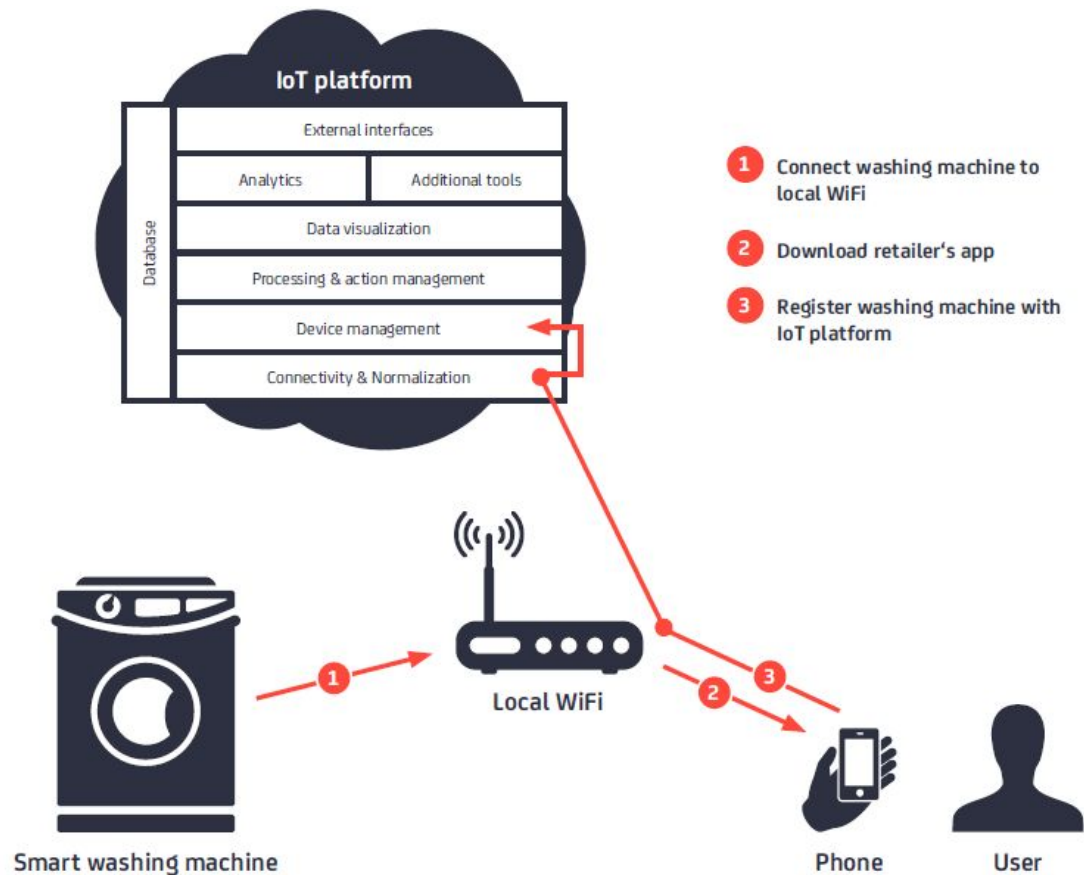 IoT platform
External interfaces
Analytics
Additional tools
Data visualization
Processing & action management
Device management
Connectivity & Normalization
Database
1 Connect washing machine to
local WiFi
2 Download retailer‘s app
3 Register washing machine with
IoT platform
1
2
3
Local WiFi
Smart washing machine
Phone
User